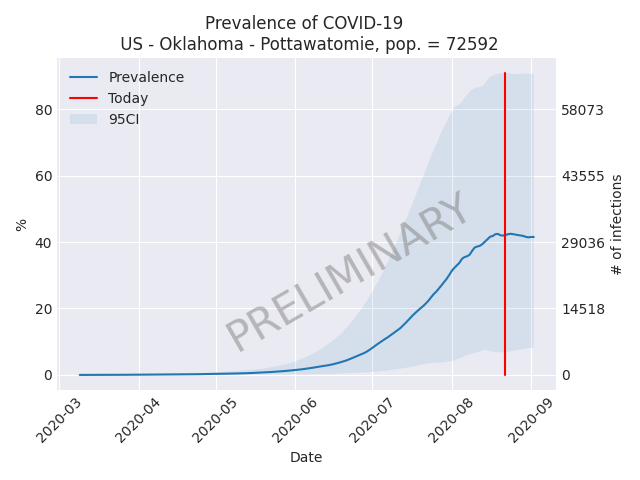 Prevalence of COVID-19
US - Oklahoma - Pottawatomie, pop. = 72592
Prevalence
Today
95CI
PRELIMINARY
%
80
60
40
20
0
58073
43555
29036
14518
0
# of infections
2020-03
2020-04
2020-05
2020-06
2020-07
2020-08
2020-09
Date